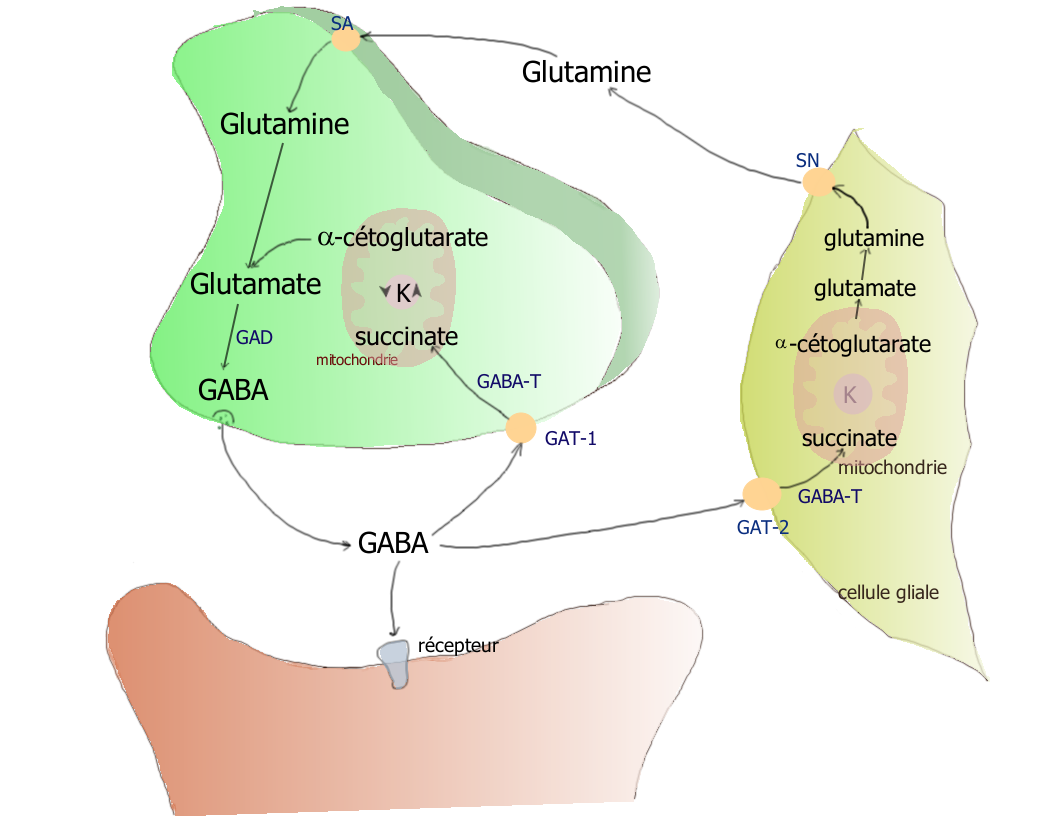 SA
Glutamine
Glutamine
SN
α-cétoglutarate
glutamine
Glutamate
K
glutamate
GAD
succinate
mitochondrie
α-cétoglutarate
GABA
GABA-T
K
GAT-1
succinate
mitochondrie
GABA-T
GAT-2
GABA
cellule gliale
récepteur